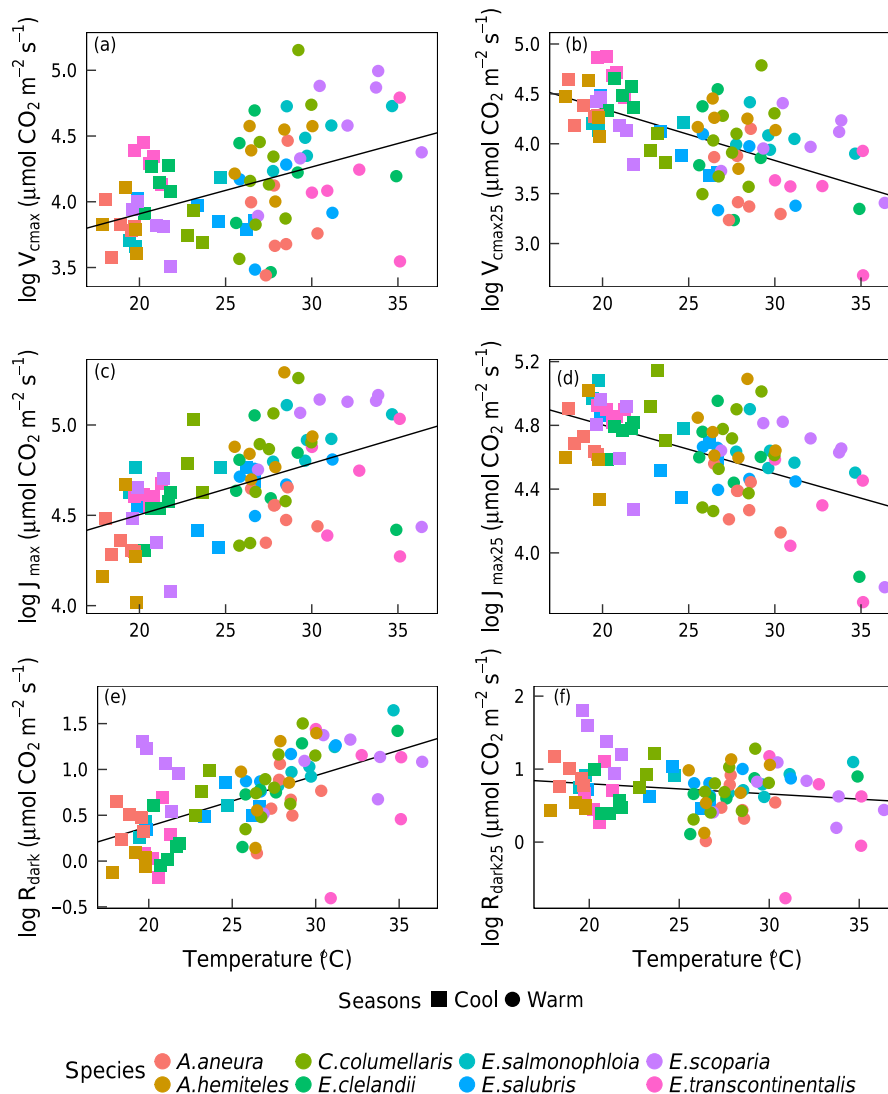 (a)
log V cmax (µmol CO2 m−2 s−1)
5.0
4.5
4.0
3.5
20 25 30 35
(b)
log V cmax25 (µmol CO2 m−2 s−1)
5.0
4.5
4.0
3.5
3.0
20 25 30 35
(c)
log J max (µmol CO2 m−2 s−1)
5.0
4.5
4.0
20 25 30 35
(d)
log J max25 (µmol CO2 m−2 s−1)
5.2
4.8
4.4
4.0
20 25 30 35
(e)
log R dark (µmol CO2 m−2 s−1)
1.5
1.0
0.5
0.0
−0.5
20 25 30 35
Temperature (°C)
(f)
log R dark25 (µmol CO2 m−2 s−1)
2
1
0
20 25 30 35
Temperature (°C)
Seasons Cool Warm
Species A.aneura C.columellaris E.salmonophloia E.scoparia
A.hemiteles E.clelandii E.salubris E.transcontinentalis